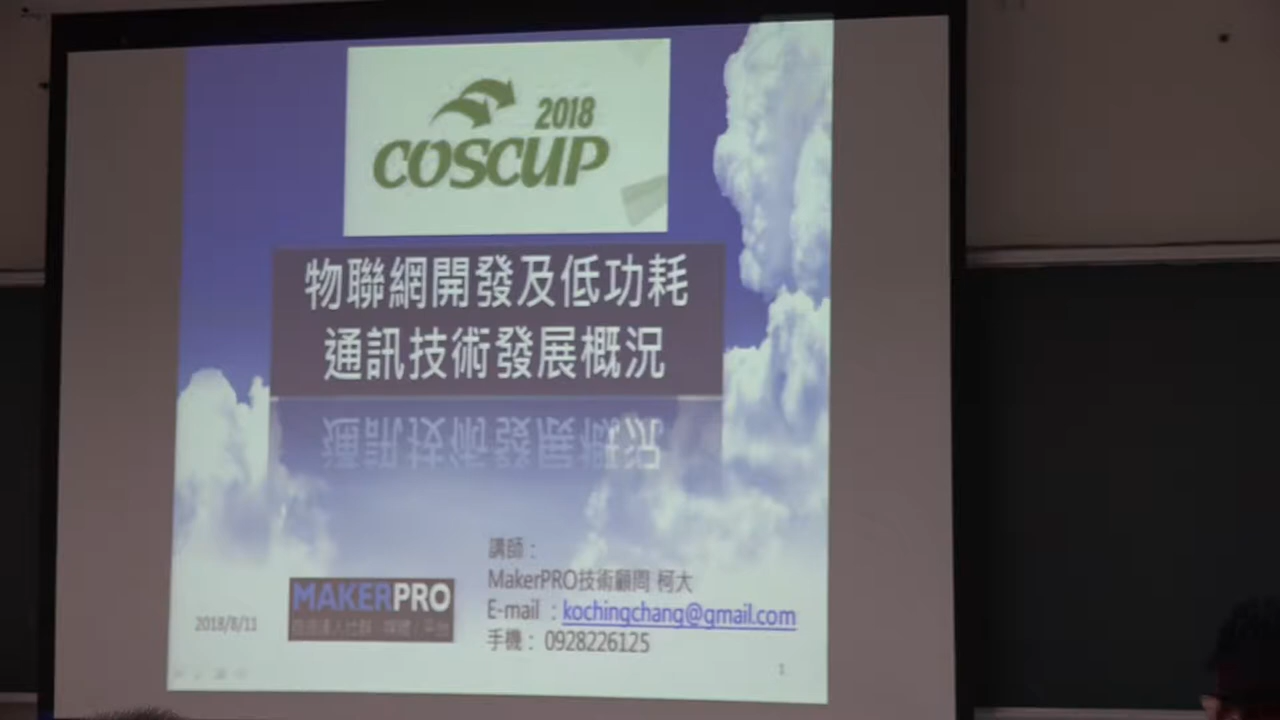 2018
COSCUP
物聯網開發及低功耗
通訊技術發展概況
講師：
MakerPRO技術顧問 柯大
E-mail ：kochingchang@gmail.com
手機： 0928226125
MAKERPRO
2018/8/11
1